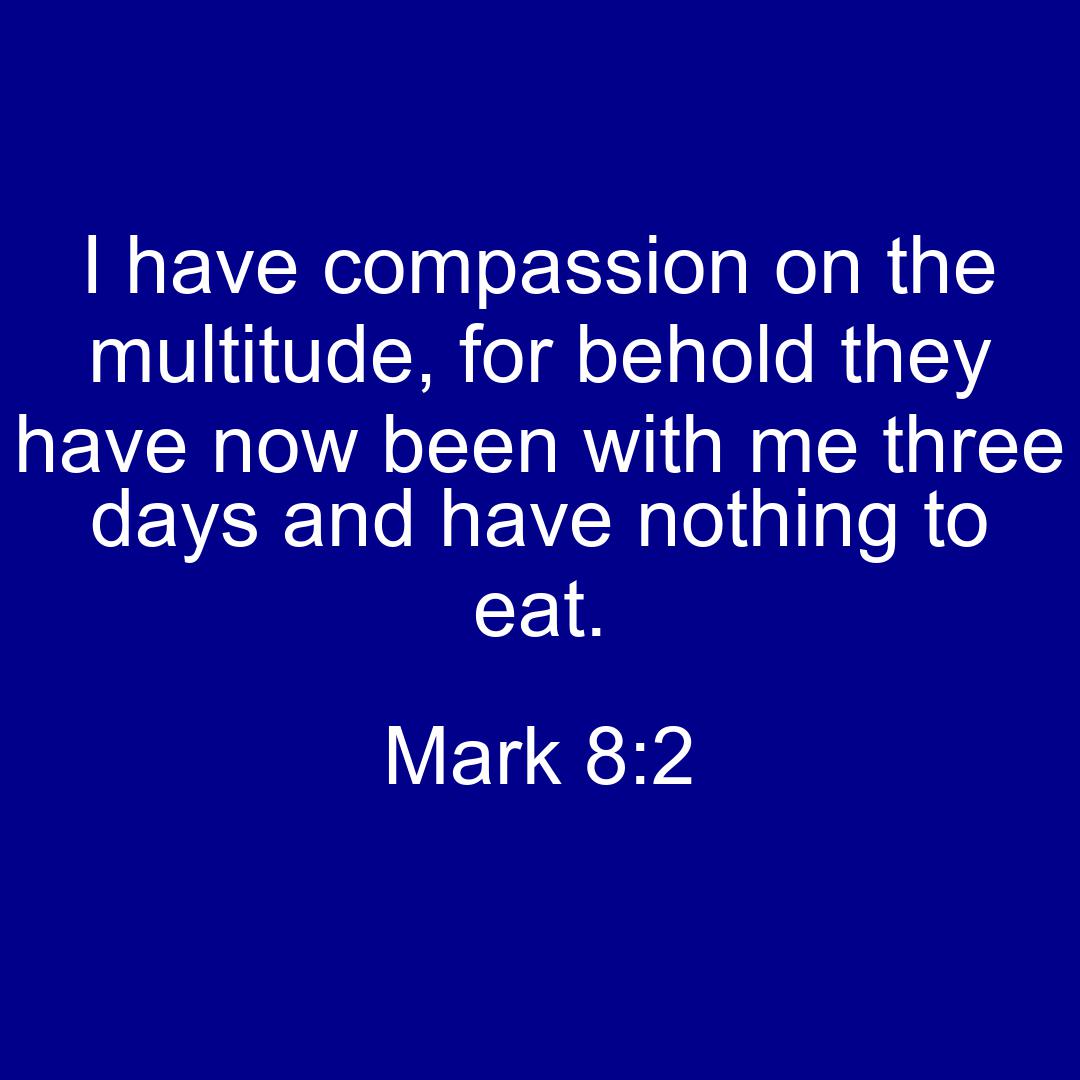 I have compassion on the
multitude, for behold they
have now been with me three
days and have nothing to
eat.
Mark 8:2